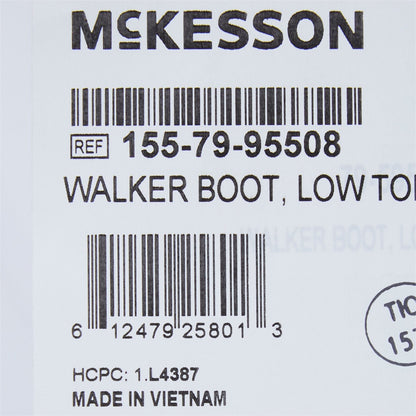 McKESSON
REF 155-79-95508
WALKER BOOT, LOW TO
6 12479 25801 3
HCPC: 1.L4387
MADE IN VIETNAM